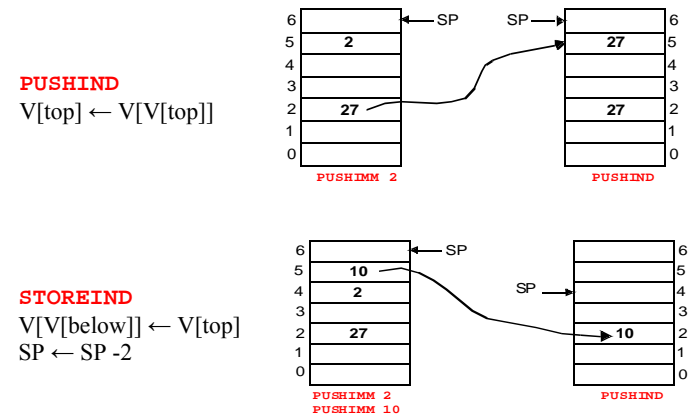 PUSHIND
V[top] ← V[V[top]]
6
5
4
3
2
1
0
2
27
SP
PUSHIMM 2
SP
27
27
6
5
4
3
2
1
0
PUSHIND
STOREIND
V[V[below]] ← V[top]
SP ← SP -2
6
5
4
3
2
1
0
10
2
27
SP
PUSHIMM 2
PUSHIMM 10
SP
10
6
5
4
3
2
1
0
PUSHIND